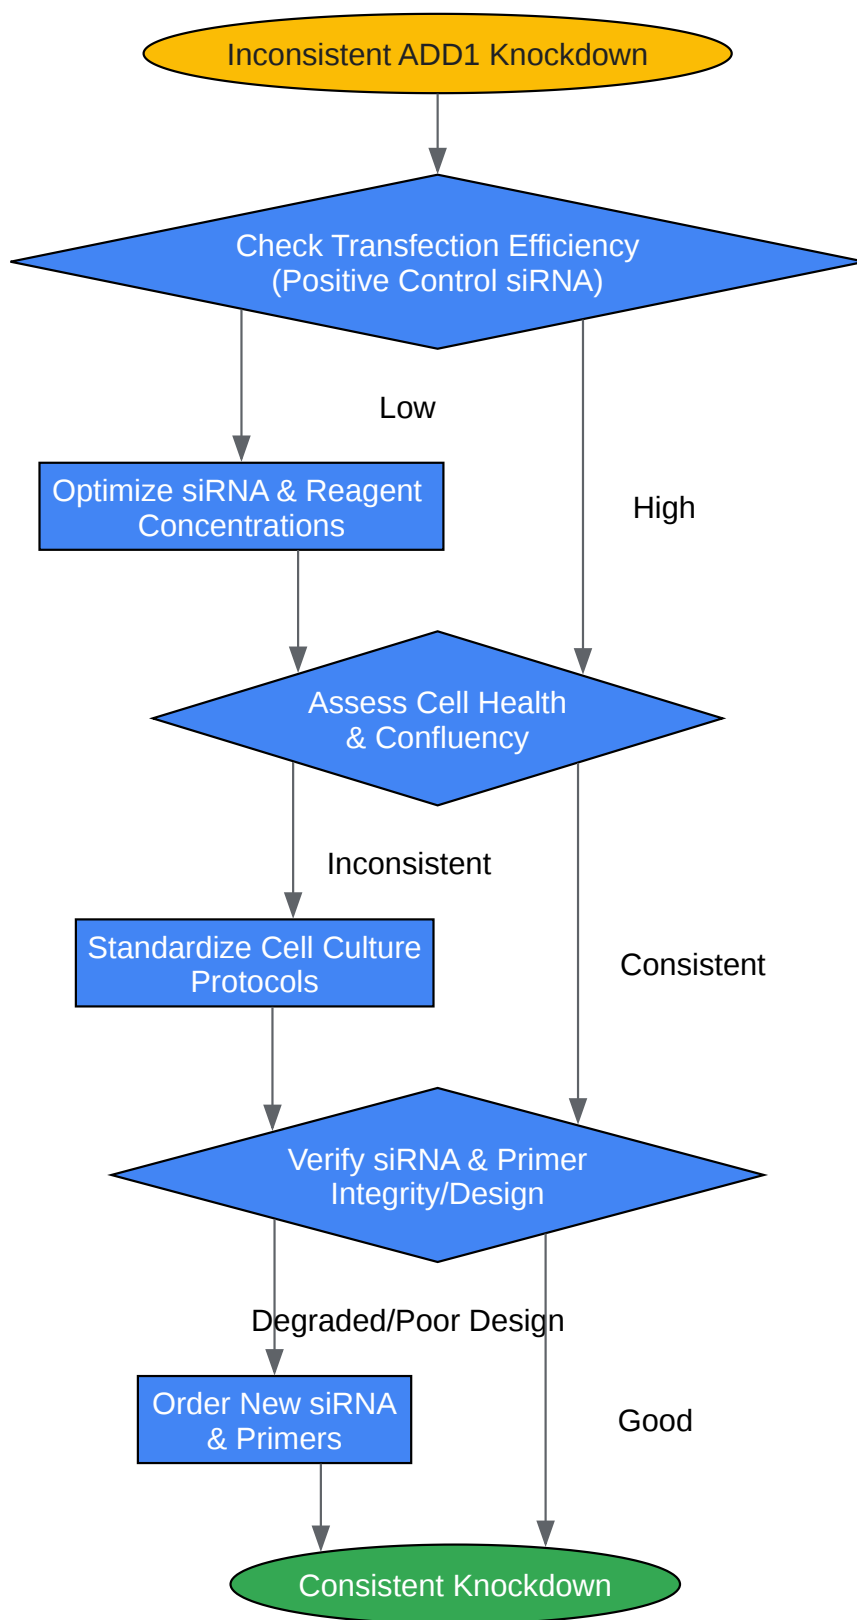 Inconsistent ADD1 Knockdown
Check Transfection Efficiency
(Positive Control siRNA)
Low
Optimize siRNA & Reagent
Concentrations
High
Assess Cell Health
& Confluency
Inconsistent
Standardize Cell Culture
Protocols
Consistent
Verify siRNA & Primer
Integrity/Design
Degraded/Poor Design
Order New siRNA
& Primers
Good
Consistent Knockdown